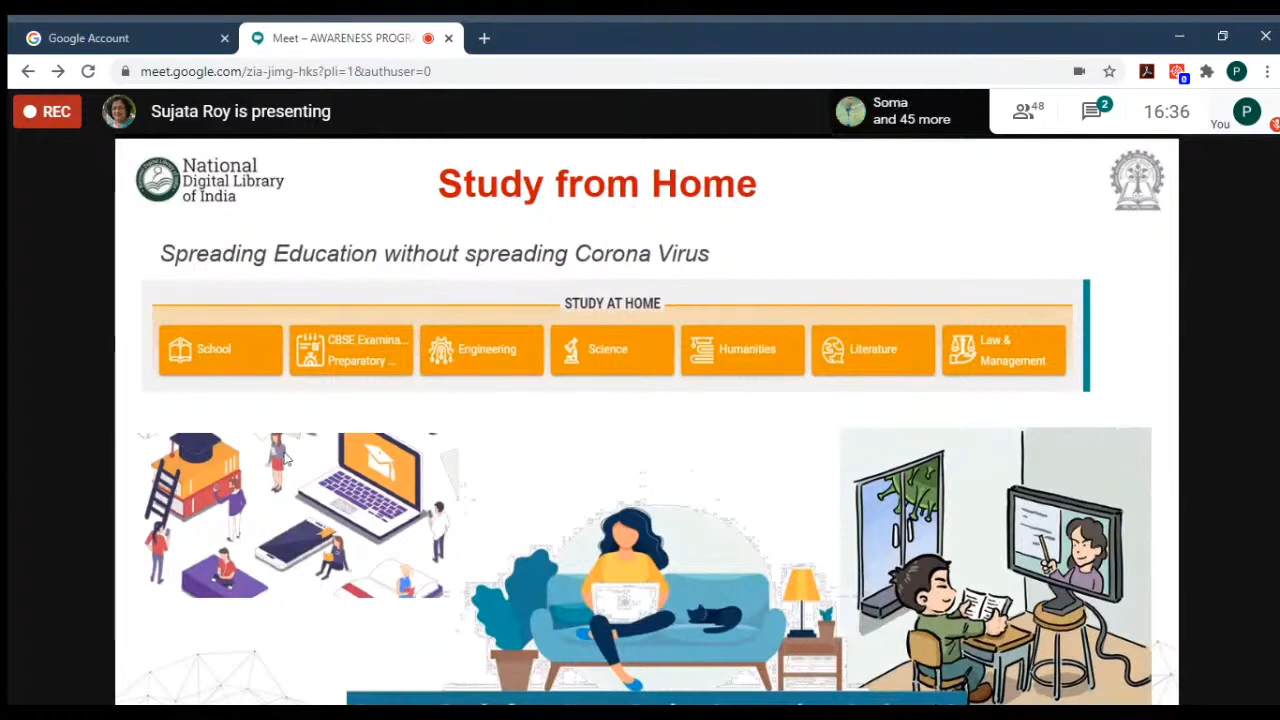 Google Account
Meet – AWARENESS PROGRA
meet.google.com/zia-jimg-hks?pli=1&authuser=0
0
P
REC
Sujata Roy is presenting
Soma
and 45 more
48
2
16:36
You
P
National
Digital Library
of India
Study from Home
Spreading Education without spreading Corona Virus
STUDY AT HOME
School
CBSE Examina...
Preparatory ...
Engineering
Science
Humanities
Literature
Law &
Management